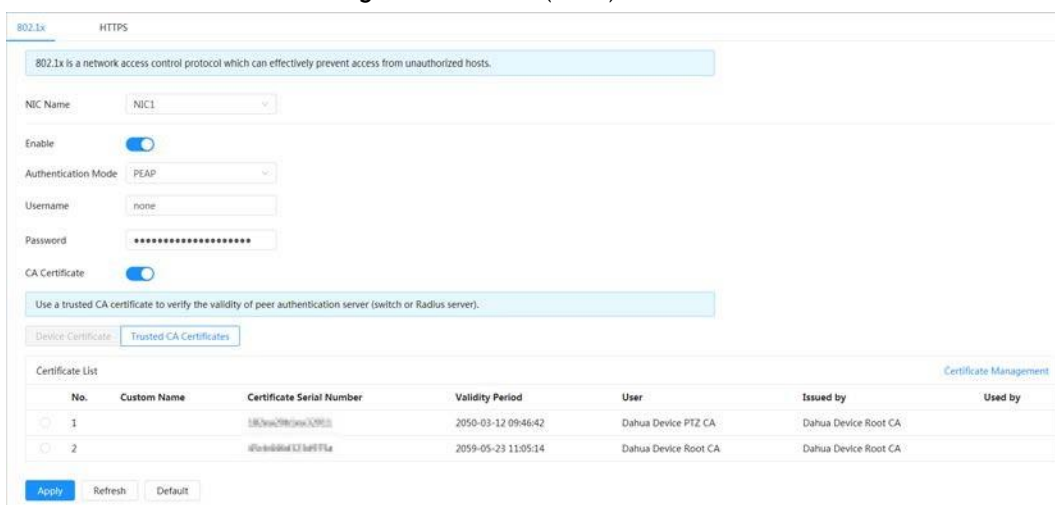 802.1x HTTPS
802.1x is a network access control protocol which can effectively prevent access from unauthorized hosts.
NIC Name NIC1
Enable
Authentication Mode PEAP
Username none
Password ••••••••••••••••••••
CA Certificate
Use a trusted CA certificate to verify the validity of peer authentication server (switch or Radius server).
Device Certificate Trusted CA Certificates
Certificate List Certificate Management
No. Custom Name Certificate Serial Number Validity Period User Issued by Used by
1 2050-03-12 09:46:42 Dahua Device PTZ CA Dahua Device Root CA
2 2059-05-23 11:05:14 Dahua Device Root CA Dahua Device Root CA
Apply Refresh Default